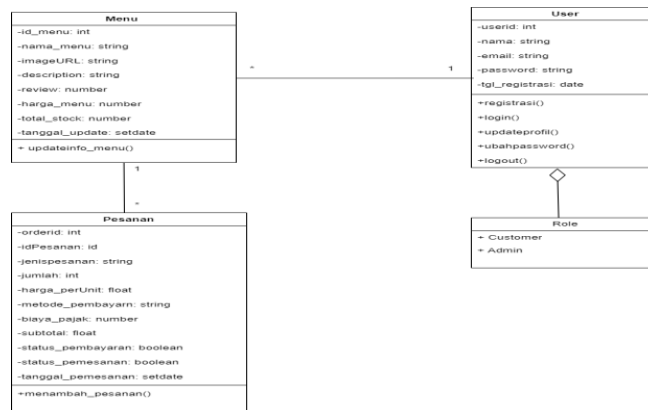 Menu
-id_menu: int
-nama_menu: string
-imageURL: string
-description: string
-review: number
-harga_menu: number
-total_stock: number
-tanggal_update: setdate
+ updateinfo_menu()
*
1
User
-userid: int
-nama: string
-email: string
-password: string
-tgl_registrasi: date
+registrasi()
+login()
+updateprofil()
+ubahpassword()
+logout()
1
*
Pesanan
-orderid: int
-idPesanan: id
-jenispesanan: string
-jumlah: int
-harga_perUnit: float
-metode_pembayarn: string
-biaya_pajak: number
-subtotal: float
-status_pembayaran: boolean
-status_pemesanan: boolean
-tanggal_pemesanan: setdate
+menambah_pesanan()
Role
+ Customer
+ Admin